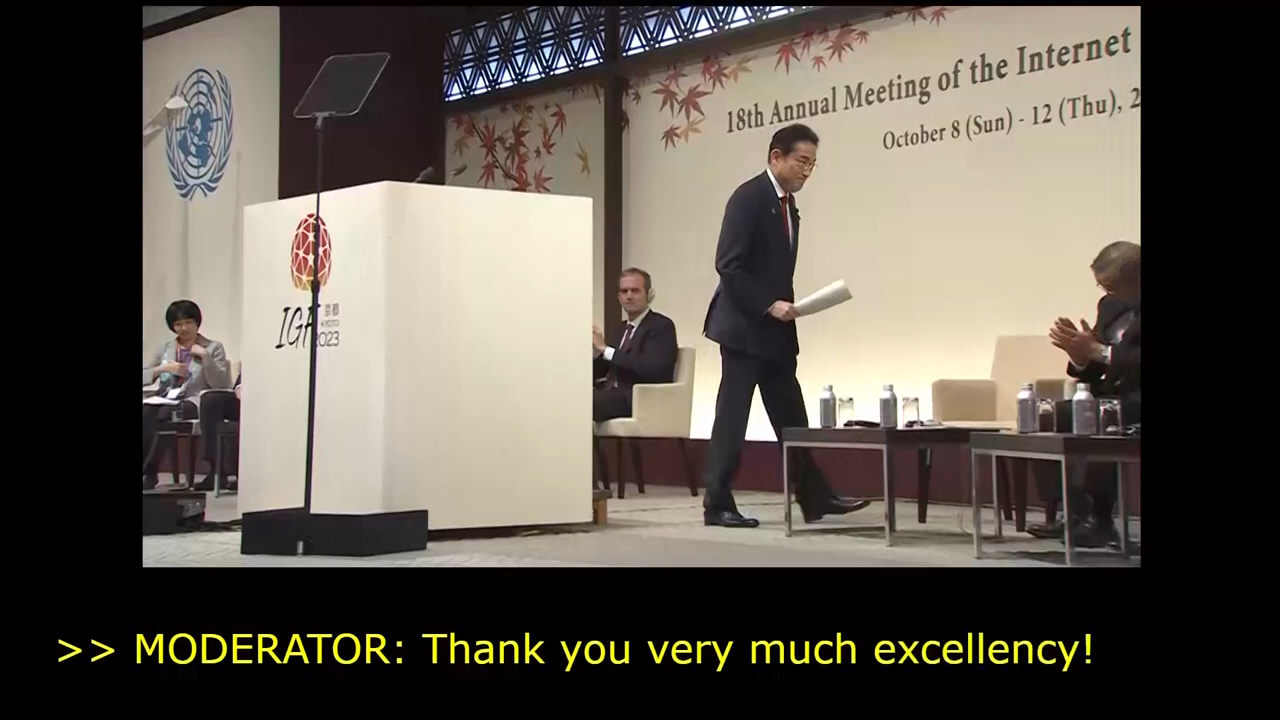 18th Annual Meeting of the Internet
October 8 (Sun) - 12 (Thu), 2
IGF 京都
KYOTO
2023
>> MODERATOR: Thank you very much excellency!